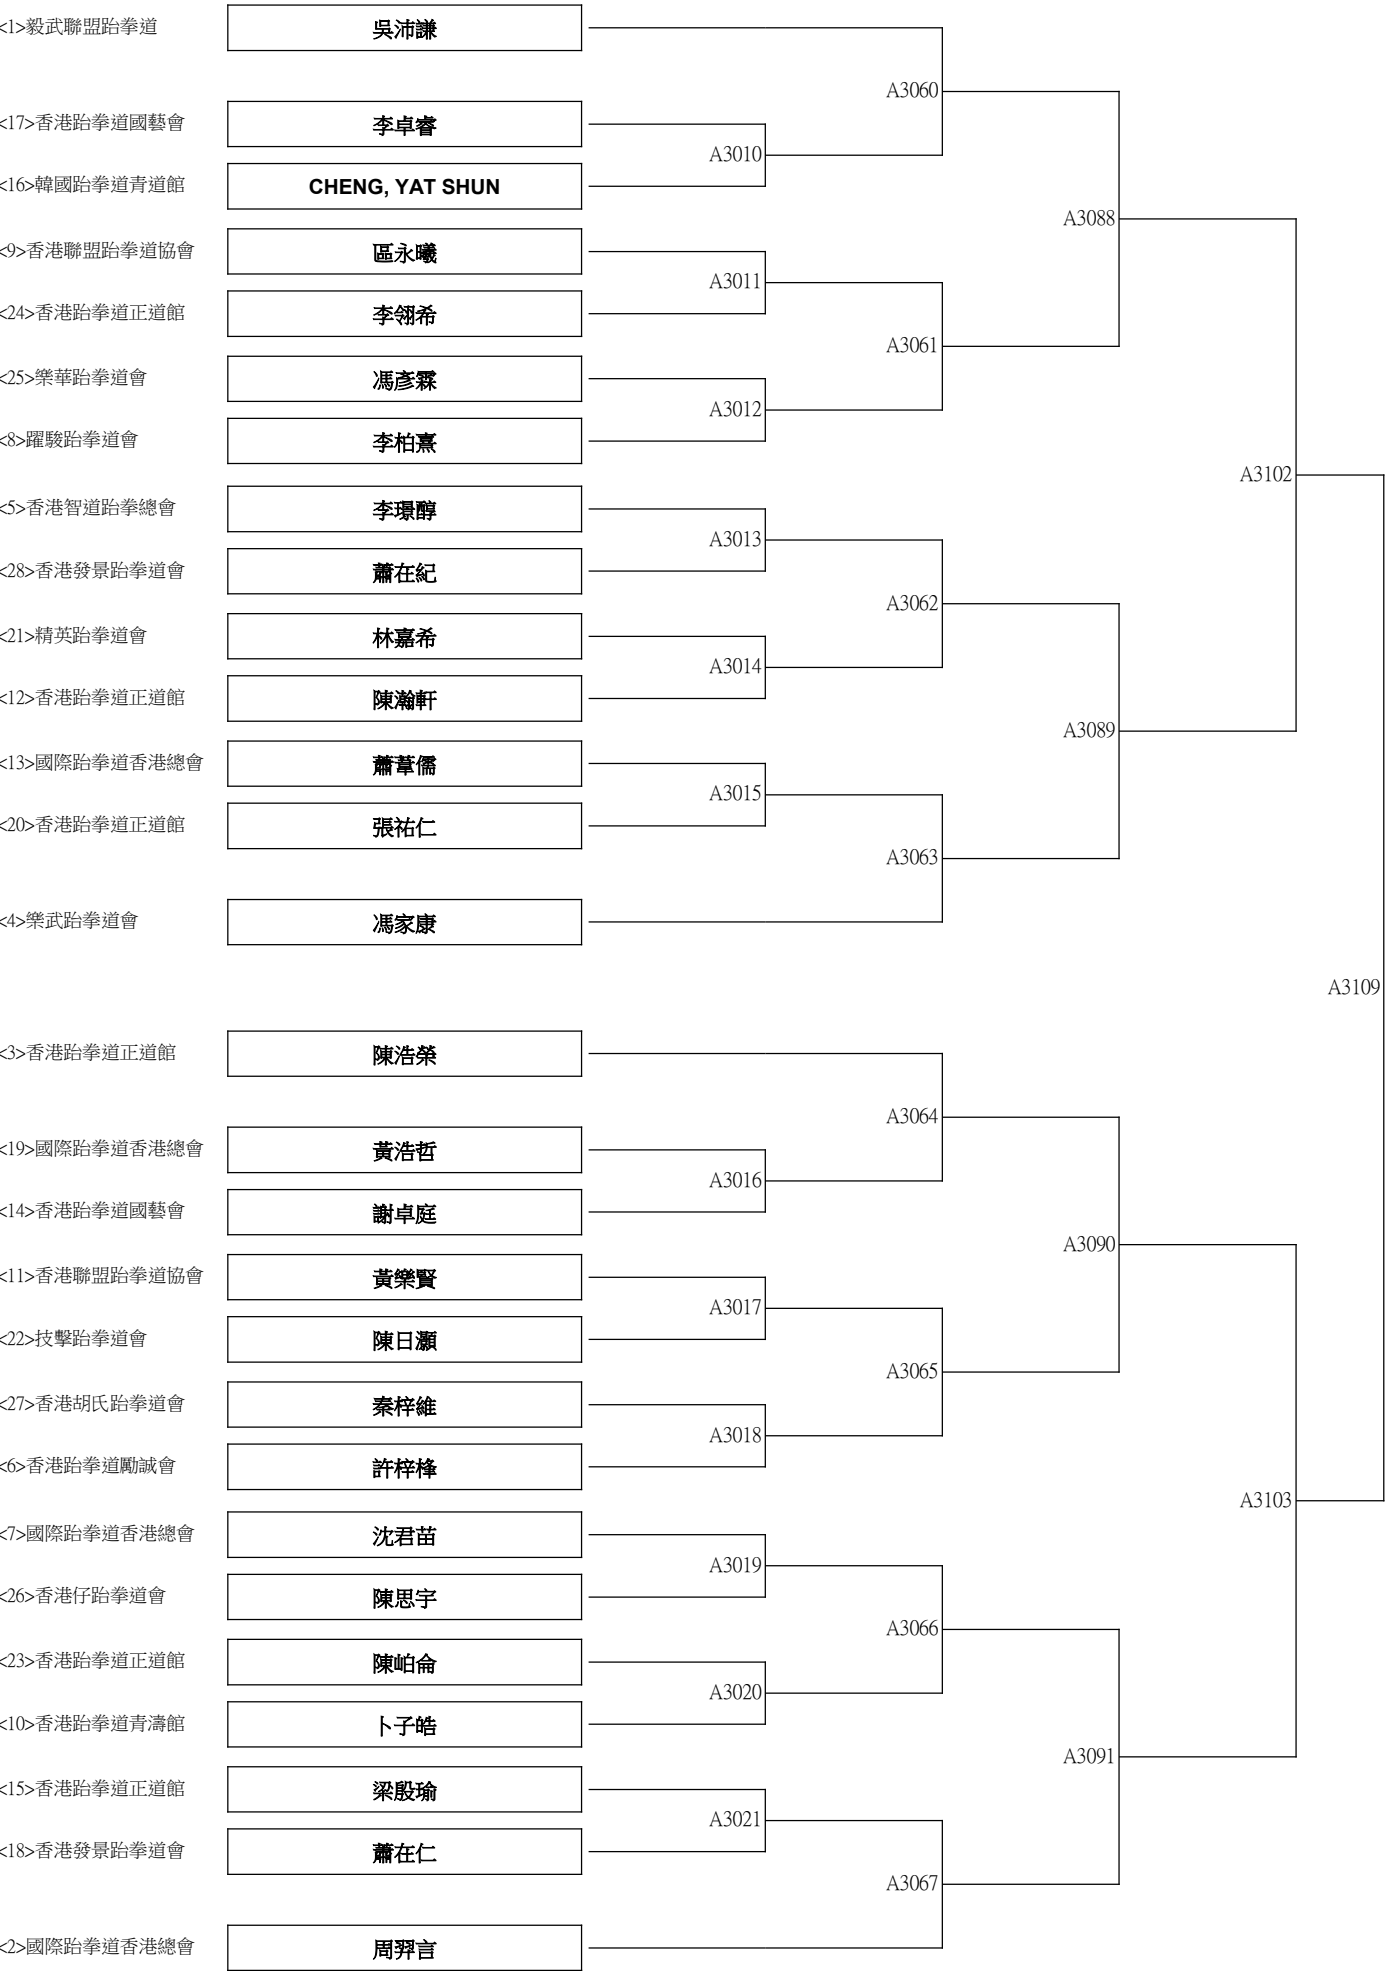 <1>毅武聯盟跆拳道 吳沛謙
A3060
<17>香港跆拳道國藝會 李卓睿
A3010
<16>韓國跆拳道青道館 CHENG, YAT SHUN
A3088
<9>香港聯盟跆拳道協會 區永曦
A3011
<24>香港跆拳道正道館 李翎希
A3061
<25>樂華跆拳道會 馮彥霖
A3012
<8>躍駿跆拳道會 李柏熹
A3102
<5>香港智道跆拳總會 李璟醇
A3013
<28>香港發景跆拳道會 蕭在紀
A3062
<21>精英跆拳道會 林嘉希
A3014
<12>香港跆拳道正道館 陳瀚軒
A3089
<13>國際跆拳道香港總會 蕭葦儒
A3015
<20>香港跆拳道正道館 張祐仁
A3063
<4>樂武跆拳道會 馮家康
A3109
<3>香港跆拳道正道館 陳浩榮
A3064
<19>國際跆拳道香港總會 黃浩哲
A3016
<14>香港跆拳道國藝會 謝卓庭
A3090
<11>香港聯盟跆拳道協會 黃樂賢
A3017
<22>技擊跆拳道會 陳日灝
A3065
<27>香港胡氏跆拳道會 秦梓維
A3018
<6>香港跆拳道勵誠會 許梓橦
A3103
<7>國際跆拳道香港總會 沈君苗
A3019
<26>香港仔跆拳道會 陳思宇
A3066
<23>香港跆拳道正道館 陳岶侖
A3020
<10>香港跆拳道青濤館 卜子皓
A3091
<15>香港跆拳道正道館 梁殷瑜
A3021
<18>香港發景跆拳道會 蕭在仁
A3067
<2>國際跆拳道香港總會 周羿言